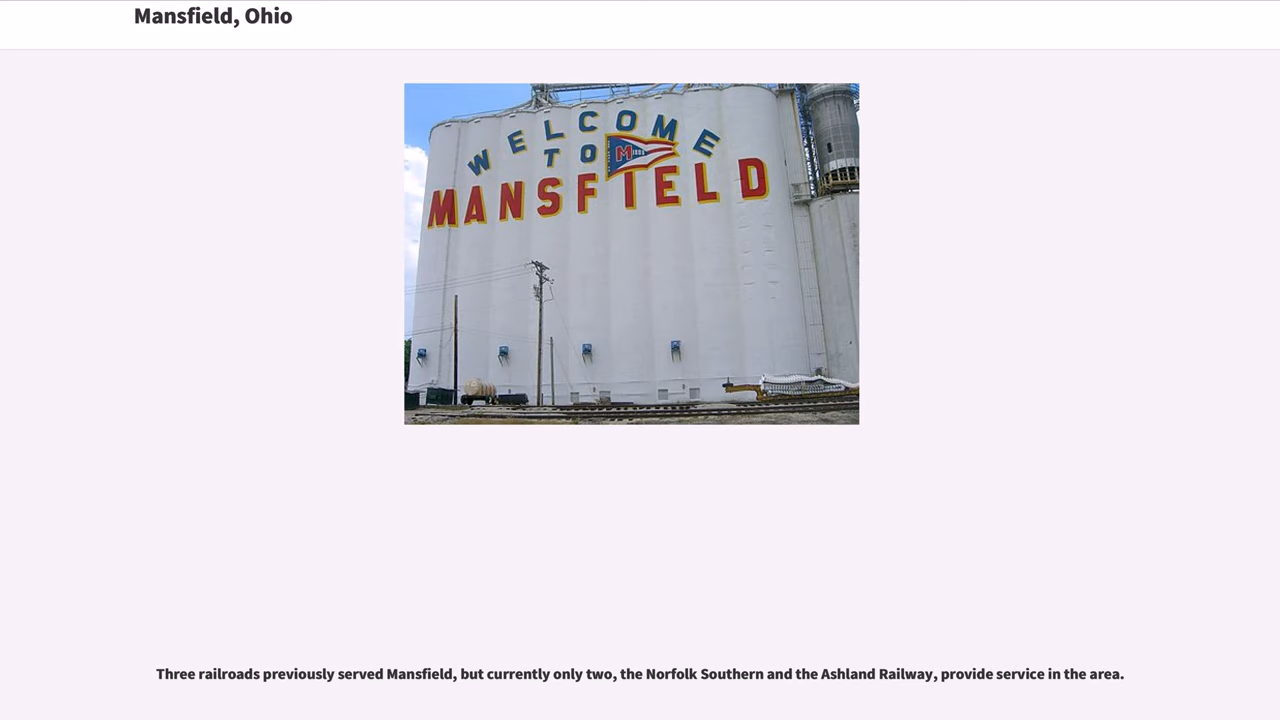 Mansfield, Ohio
WELCOME
TO
M
MANSFIELD
Three railroads previously served Mansfield, but currently only two, the Norfolk Southern and the Ashland Railway, provide service in the area.